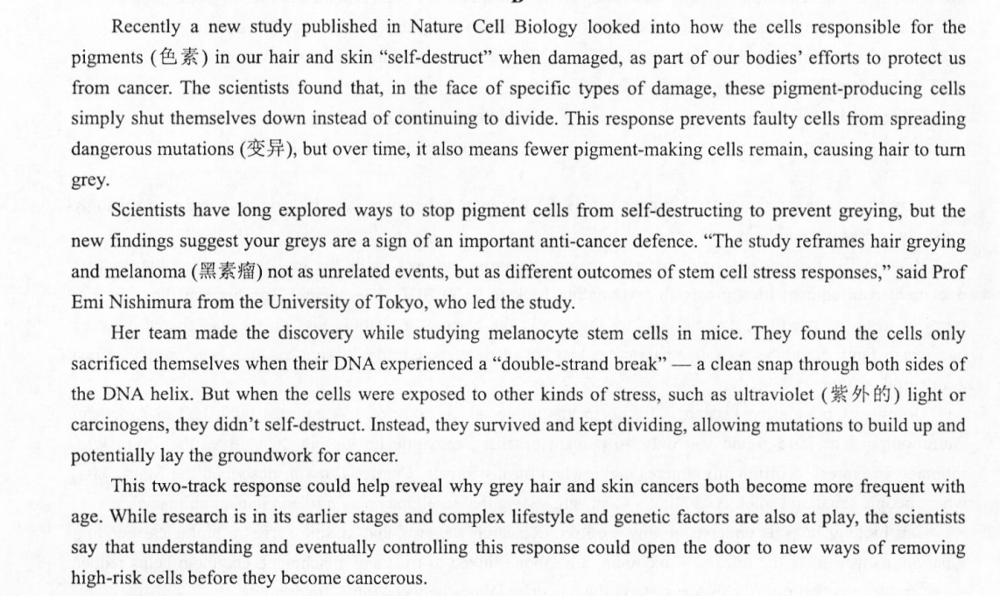 Recently a new study published in Nature Cell Biology looked into how the cells responsible for the
pigments (色素) in our hair and skin “self-destruct” when damaged, as part of our bodies’ efforts to protect us
from cancer. The scientists found that, in the face of specific types of damage, these pigment-producing cells
simply shut themselves down instead of continuing to divide. This response prevents faulty cells from spreading
dangerous mutations (变异), but over time, it also means fewer pigment-making cells remain, causing hair to turn
grey.
Scientists have long explored ways to stop pigment cells from self-destructing to prevent greying, but the
new findings suggest your greys are a sign of an important anti-cancer defence. “The study reframes hair greying
and melanoma (黑素瘤) not as unrelated events, but as different outcomes of stem cell stress responses,” said Prof
Emi Nishimura from the University of Tokyo, who led the study.
Her team made the discovery while studying melanocyte stem cells in mice. They found the cells only
sacrificed themselves when their DNA experienced a “double-strand break” — a clean snap through both sides of
the DNA helix. But when the cells were exposed to other kinds of stress, such as ultraviolet (紫外的) light or
carcinogens, they didn’t self-destruct. Instead, they survived and kept dividing, allowing mutations to build up and
potentially lay the groundwork for cancer.
This two-track response could help reveal why grey hair and skin cancers both become more frequent with
age. While research is in its earlier stages and complex lifestyle and genetic factors are also at play, the scientists
say that understanding and eventually controlling this response could open the door to new ways of removing
high-risk cells before they become cancerous.